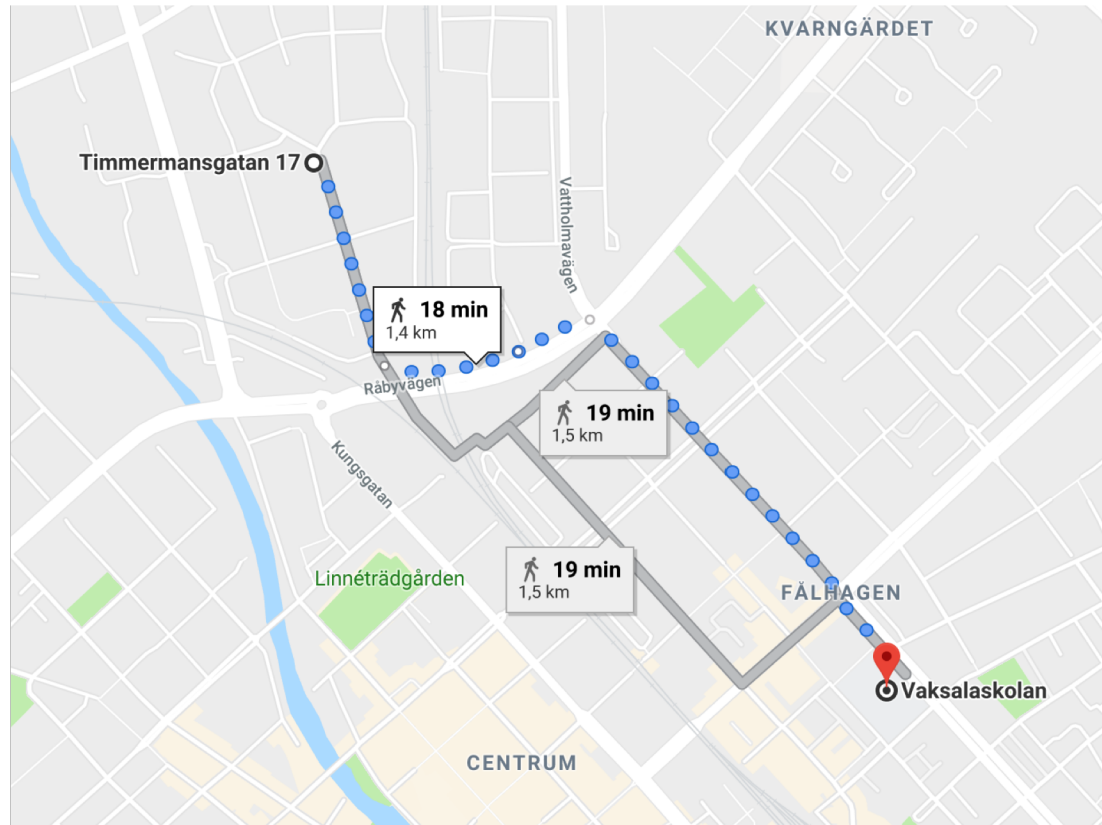 KVARNGÄRDET
Timmermansgatan 17
Vattholmavägen
18 min
1,4 km
Råbyvägen
19 min
1,5 km
Kungsgatan
19 min
1,5 km
Linnéträdgården
FÅLHAGEN
Vaksalaskolan
CENTRUM